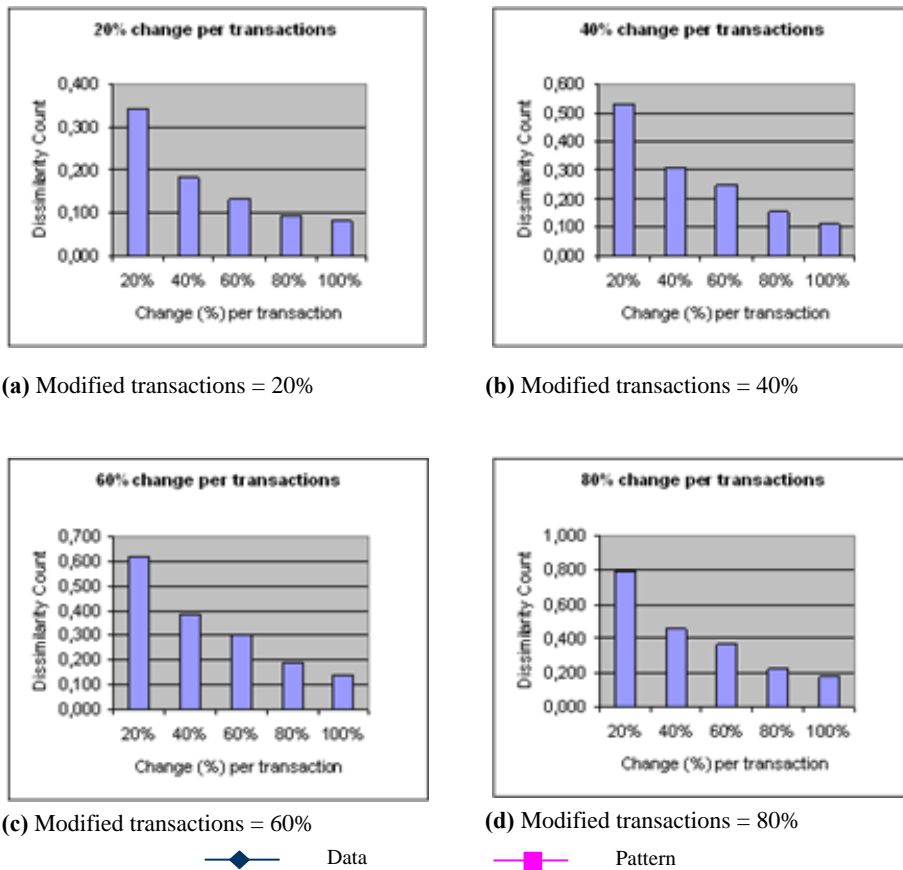 20% change per transactions
0,400
0,300
0,200
0,100
0,000
Dissimilarity Count
20% 40% 60% 80% 100%
Change (%) per transaction
(a) Modified transactions = 20%
40% change per transactions
0,600
0,500
0,400
0,300
0,200
0,100
0,000
Dissimilarity Count
20% 40% 60% 80% 100%
Change (%) per transaction
(b) Modified transactions = 40%
60% change per transactions
0,700
0,600
0,500
0,400
0,300
0,200
0,100
0,000
Dissimilarity Count
20% 40% 60% 80% 100%
Change (%) per transaction
(c) Modified transactions = 60%
80% change per transactions
1,000
0,800
0,600
0,400
0,200
0,000
Dissimilarity Count
20% 40% 60% 80% 100%
Change (%) per transaction
(d) Modified transactions = 80%
Data
Pattern